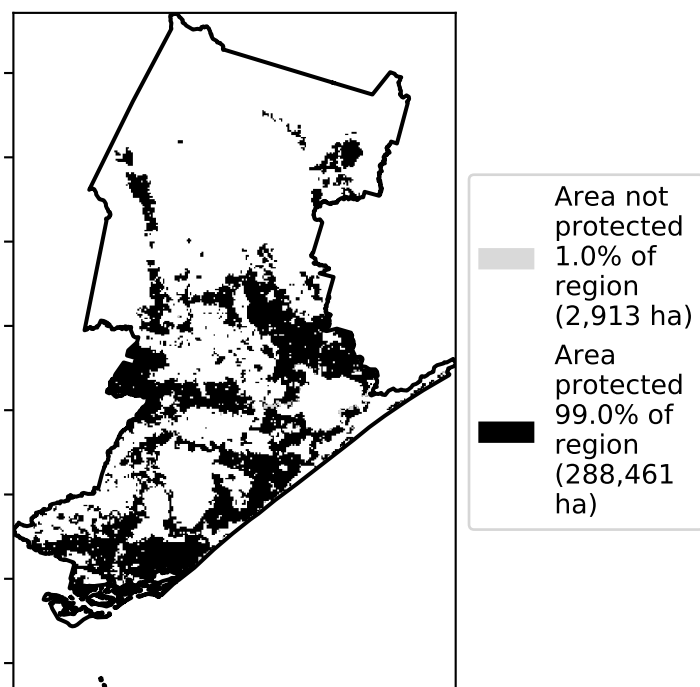 Area not
protected
1.0% of
region
(2,913 ha)
Area
protected
99.0% of
region
(288,461
ha)